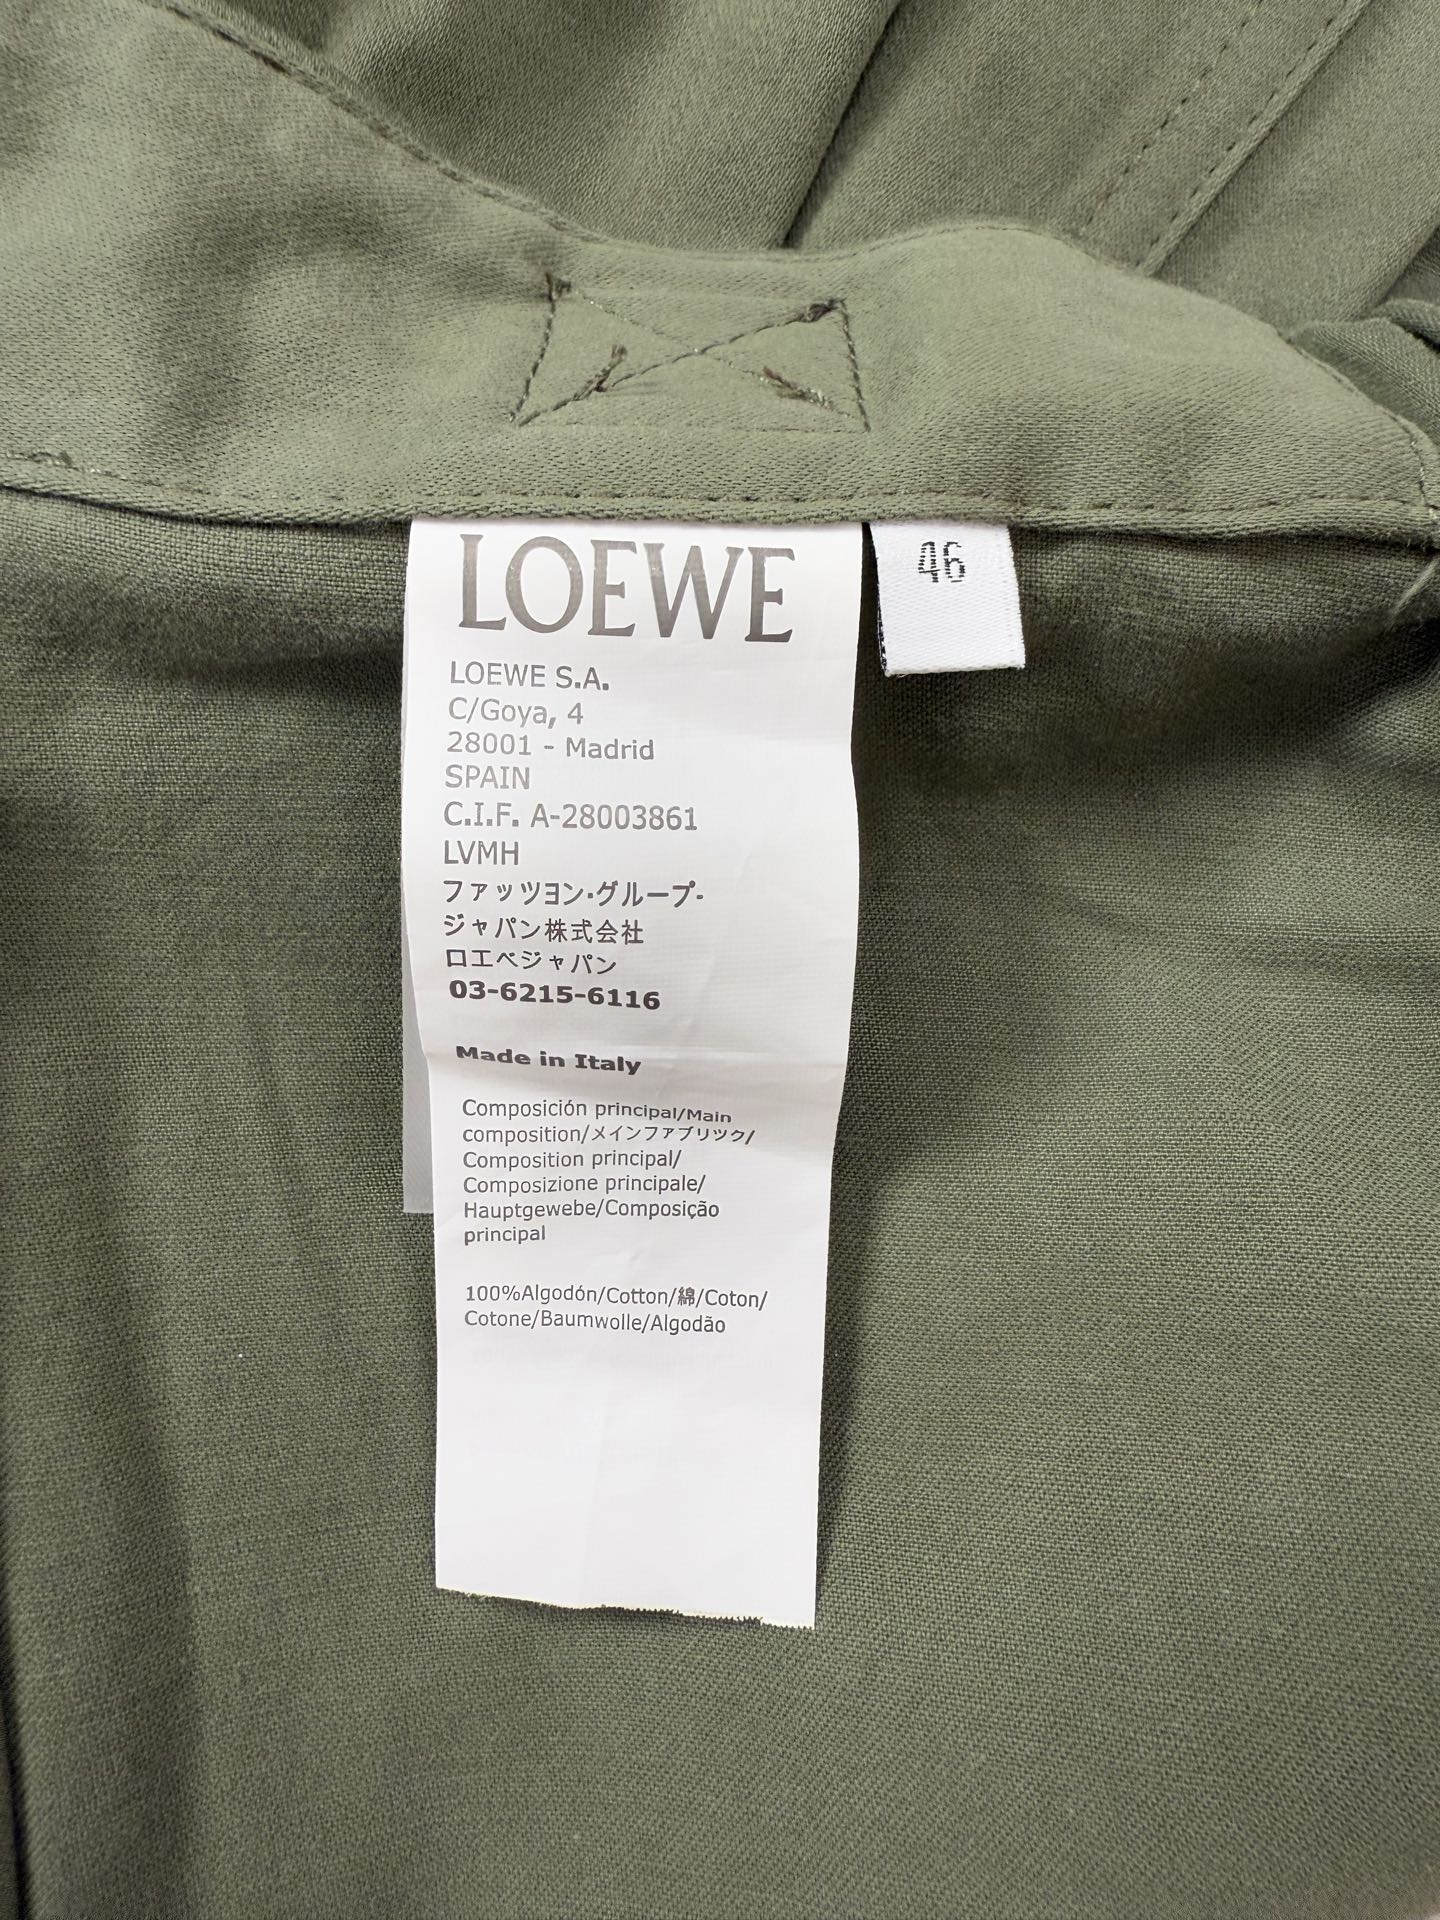 LOEWE
46
LOEWE S.A.
C/Goya, 4
28001 - Madrid
SPAIN
C.I.F. A-28003861
LVMH
ファッツヨン・グループ-
ジャパン株式会社
ロエベジャパン
03-6215-6116
Made in Italy
Composición principal/Main
composition/メインファブリツク/
Composition principal/
Composizione principale/
Hauptgewebe/Composição
principal
100%Algodón/Cotton/綿/Coton/
Cotone/Baumwolle/Algodão